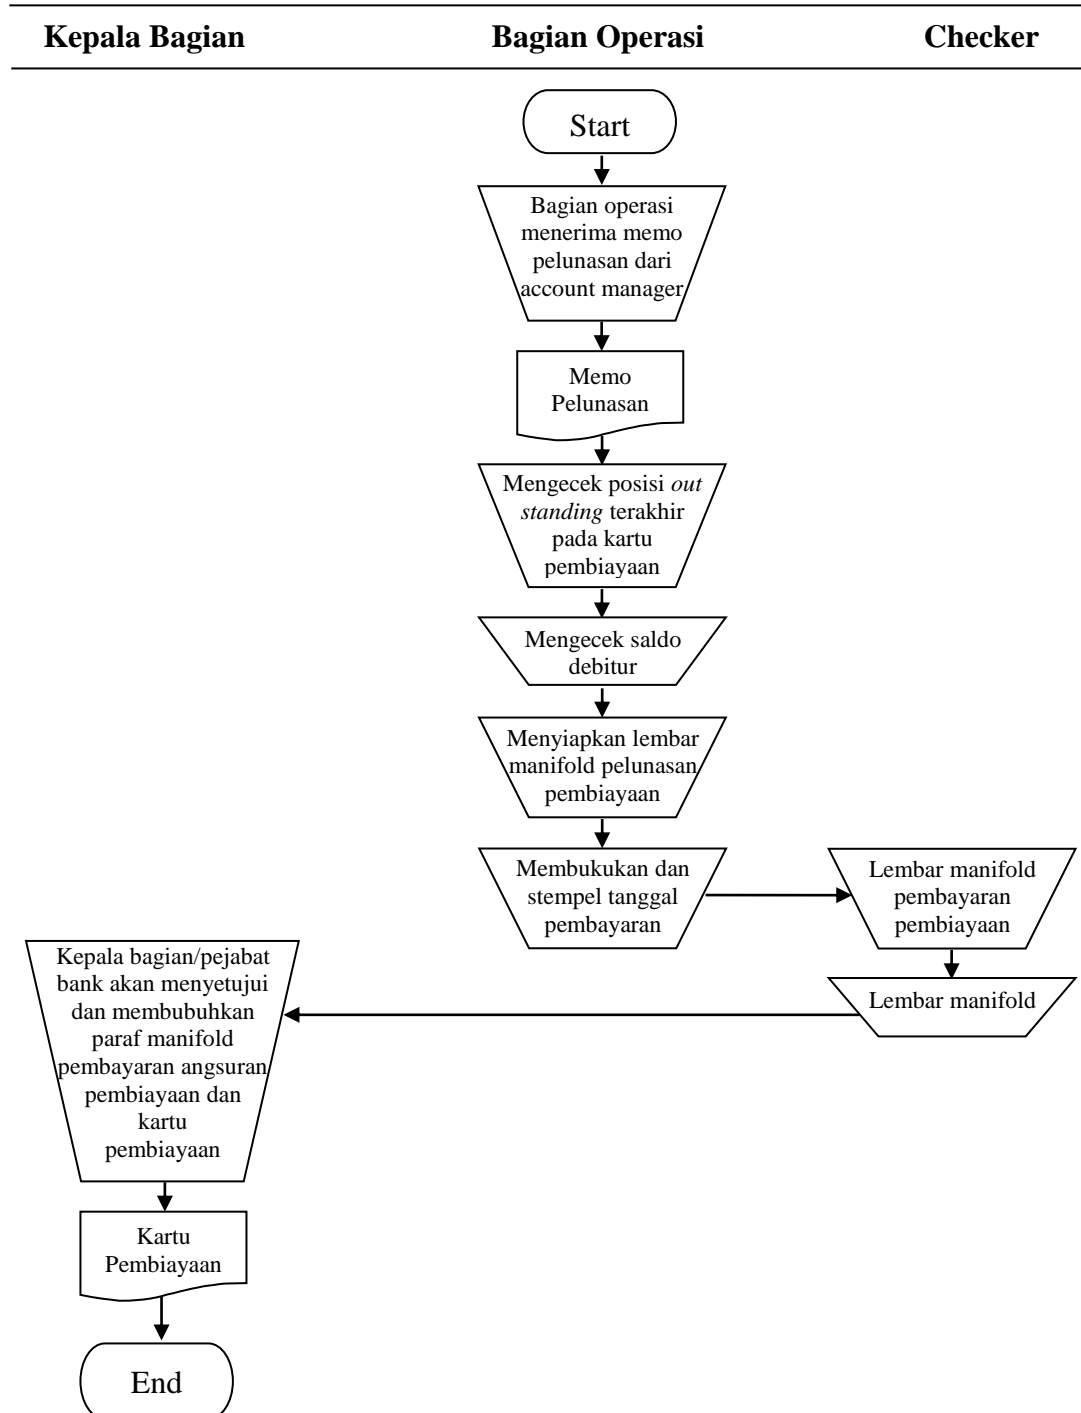 Kepala Bagian
Bagian Operasi
Checker
Start
Bagian operasi
menerima memo
pelunasan dari
account manager
Memo
Pelunasan
Mengecek posisi out
standing terakhir
pada kartu
pembiayaan
Mengecek saldo
debitur
Menyiapkan lembar
manifold pelunasan
pembiayaan
Membukukan dan
stempel tanggal
pembayaran
Lembar manifold
pembayaran
pembiyaan
Lembar manifold
Kepala bagian/pejabat
bank akan menyetujui
dan membubuhkan
paraf manifold
pembayaran angsuran
pembiayaan dan
kartu
pembiayaan
Kartu
Pembiayaan
End